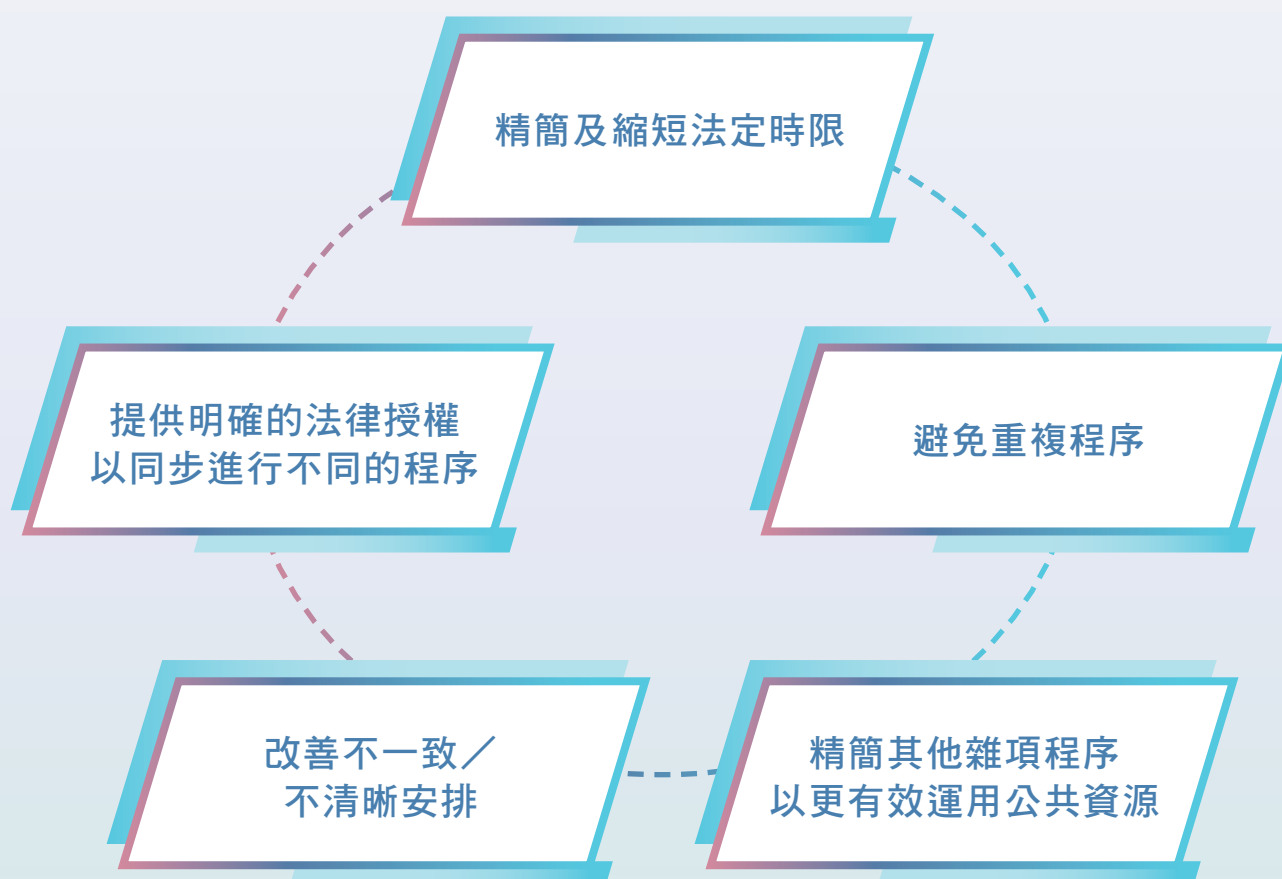 精簡及縮短法定時限
提供明確的法律授權
以同步進行不同的程序
避免重複程序
改善不一致／
不清晰安排
精簡其他雜項程序
以更有效運用公共資源